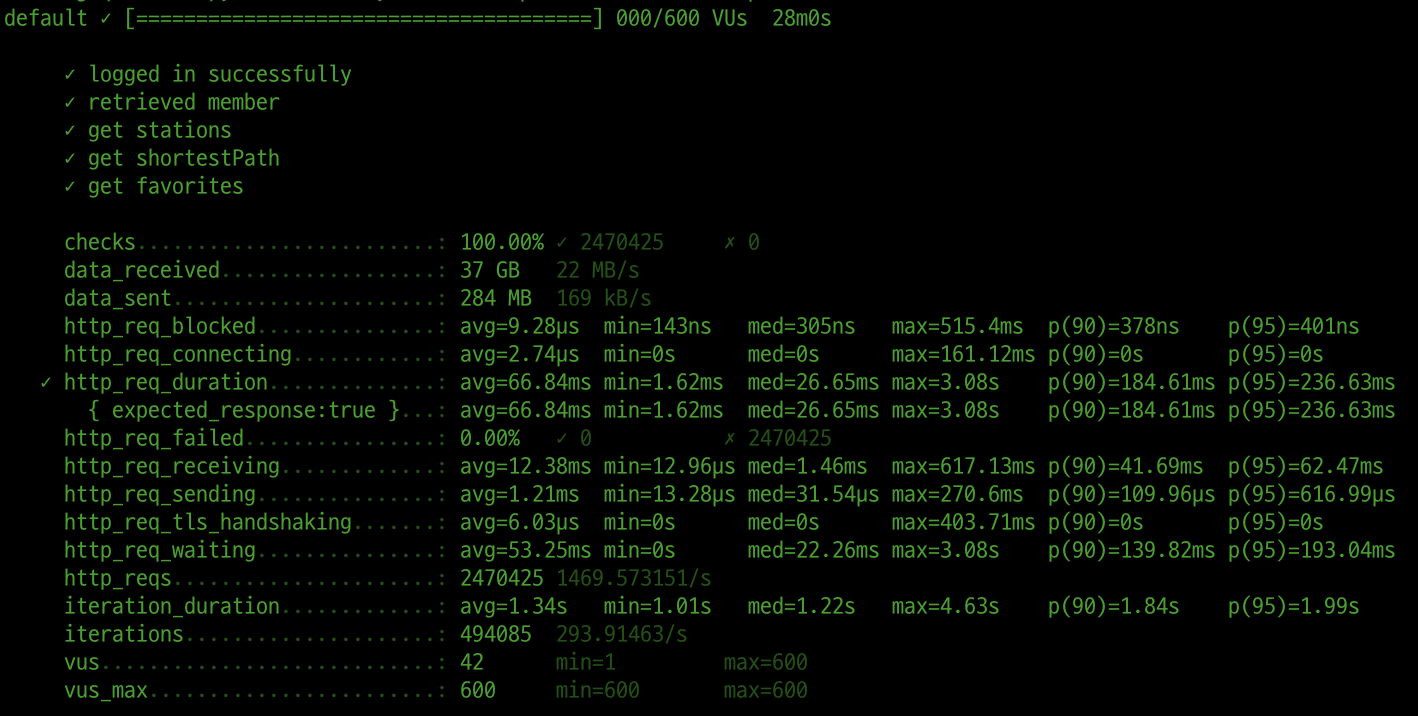 default ✓ [======================================] 000/600 VUs  28m0s
✓ logged in successfully
✓ retrieved member
✓ get stations
✓ get shortestPath
✓ get favorites
checks.........................: 100.00% ✓ 2470425     ✗ 0
data_received..................: 37 GB   22 MB/s
data_sent......................: 284 MB  169 kB/s
http_req_blocked...............: avg=9.28µs  min=143ns   med=305ns   max=515.4ms  p(90)=378ns    p(95)=401ns
http_req_connecting............: avg=2.74µs  min=0s      med=0s      max=161.12ms p(90)=0s       p(95)=0s
✓ http_req_duration..............: avg=66.84ms min=1.62ms  med=26.65ms max=3.08s    p(90)=184.61ms p(95)=236.63ms
{ expected_response:true }...: avg=66.84ms min=1.62ms  med=26.65ms max=3.08s    p(90)=184.61ms p(95)=236.63ms
http_req_failed................: 0.00%   ✓ 0           ✗ 2470425
http_req_receiving.............: avg=12.38ms min=12.96µs med=1.46ms  max=617.13ms p(90)=41.69ms  p(95)=62.47ms
http_req_sending...............: avg=1.21ms  min=13.28µs med=31.54µs max=270.6ms  p(90)=109.96µs p(95)=616.99µs
http_req_tls_handshaking.......: avg=6.03µs  min=0s      med=0s      max=403.71ms p(90)=0s       p(95)=0s
http_req_waiting...............: avg=53.25ms min=0s      med=22.26ms max=3.08s    p(90)=139.82ms p(95)=193.04ms
http_reqs......................: 2470425 1469.573151/s
iteration_duration.............: avg=1.34s   min=1.01s   med=1.22s   max=4.63s    p(90)=1.84s    p(95)=1.99s
iterations.....................: 494085  293.91463/s
vus............................: 42      min=1         max=600
vus_max........................: 600     min=600       max=600